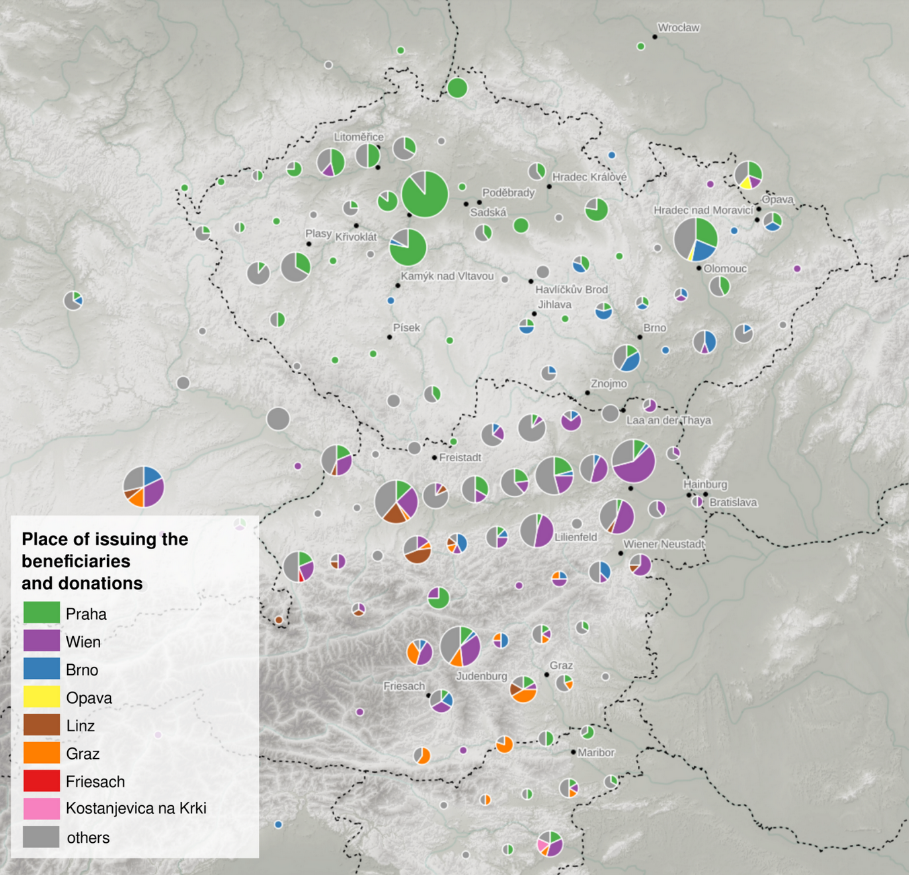 Wrocław
Litoměřice
Hradec Králové
Poděbrady
Sadská
Opava
Hradec nad Moravicí
Plasy
Křivoklát
Olomouc
Kamýk nad Vltavou
Havlíčkův Brod
Jihlava
Písek
Brno
Znojmo
Laa an der Thaya
Freistadt
Hainburg
Bratislava
Lilienfeld
Wiener Neustadt
Place of issuing the
beneficiaries
and donations
Praha
Wien
Brno
Opava
Linz
Graz
Friesach
Kostanjevica na Krki
others
Judenburg
Graz
Friesach
Maribor